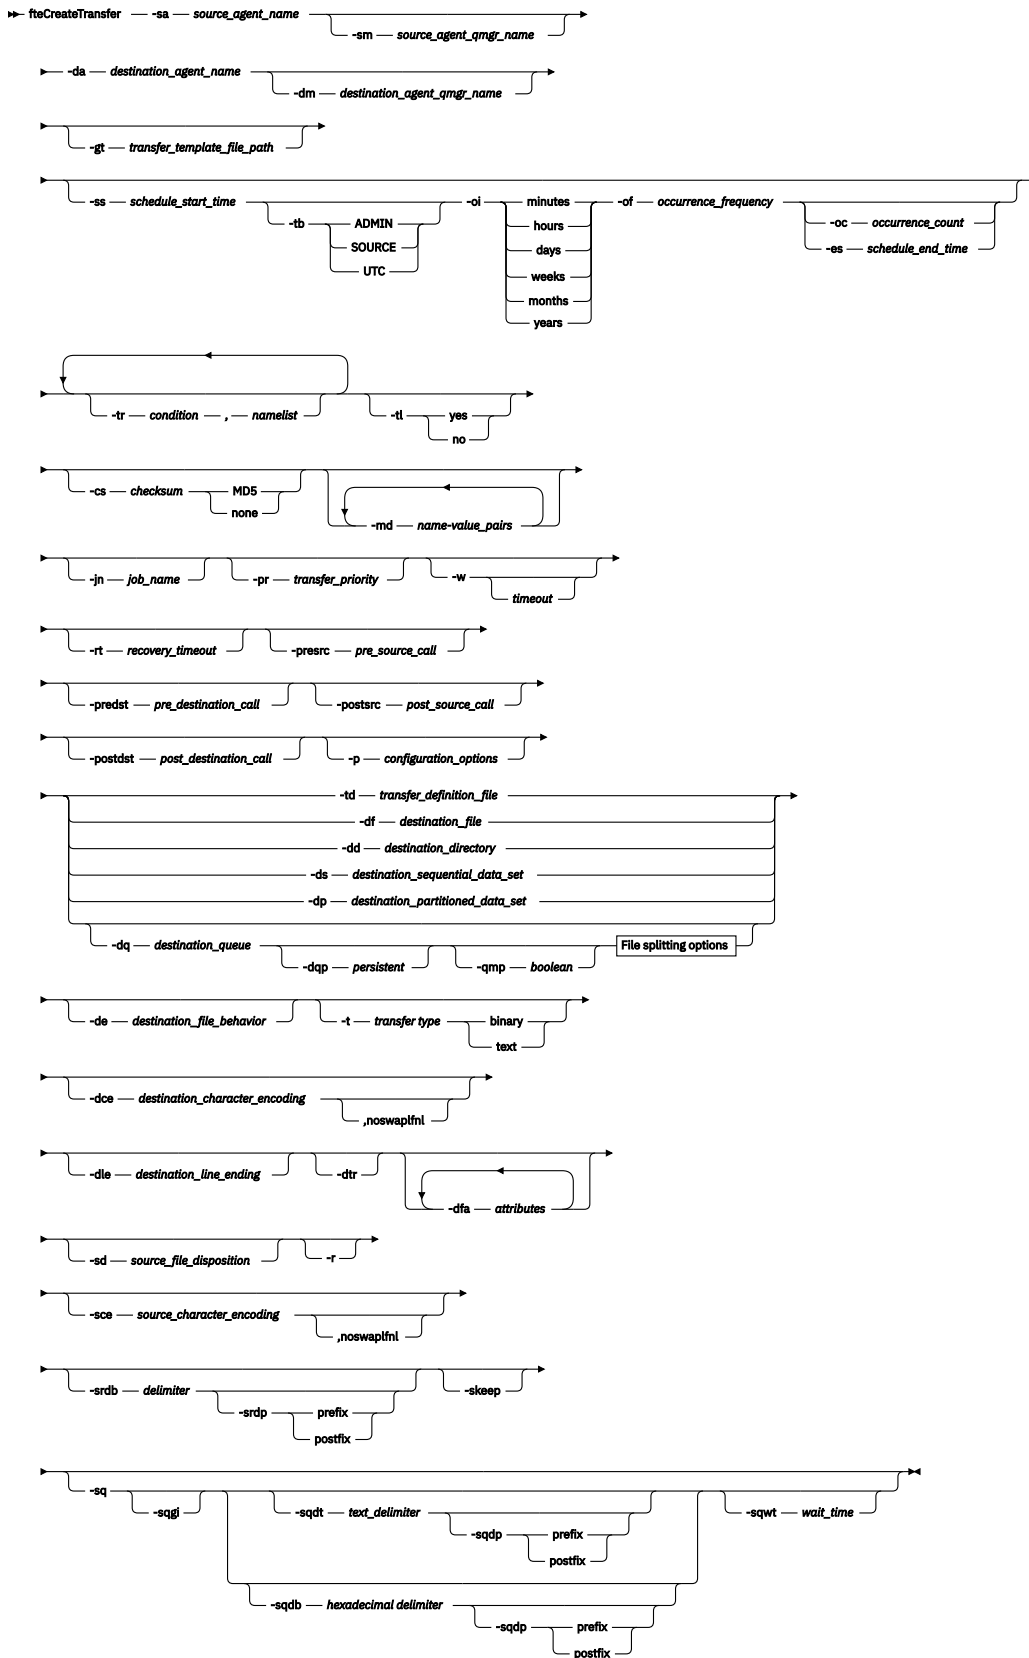 fteCreateTransfer -sa source_agent_name
-sm source_agent_qmgr_name
-da destination_agent_name
-dm destination_agent_qmgr_name
-gt transfer_template_file_path
-ss schedule_start_time -oi minutes -of occurrence_frequency
-tb ADMIN hours -oc occurrence_count
SOURCE days -es schedule_end_time
UTC weeks
months
years
-tr condition , namelist -tl yes
no
-cs checksum MD5
none
-md name-value_pairs
-jn job_name -pr transfer_priority -w
timeout
-rt recovery_timeout -presrc pre_source_call
-predst pre_destination_call -postsrc post_source_call
-postdst post_destination_call -p configuration_options
-td transfer_definition_file
-df destination_file
-dd destination_directory
-ds destination_sequential_data_set
-dp destination_partitioned_data_set
-dq destination_queue File splitting options
-dqp persistent -qmp boolean
-de destination_file_behavior -t transfer type binary
text
-dce destination_character_encoding
,noswaplfnl
-dle destination_line_ending -dtr
-dfa attributes
-sd source_file_disposition -r
-sce source_character_encoding
,noswaplfnl
-srdb delimiter -skeep
-srdp prefix
postfix
-sq
-sqgi -sqdt text_delimiter -sqwt wait_time
-sqdp prefix
postfix
-sqdb hexadecimal delimiter
-sqdp prefix
postfix